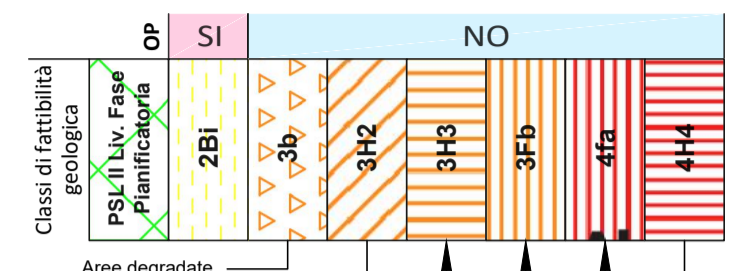 OP
SI
NO
Classi di fattibilità
geologica
PSL II Liv. Fase
Pianificatoria
2Bi
3b
3H2
3H3
3Fb
4fa
4H4
Aree degradate